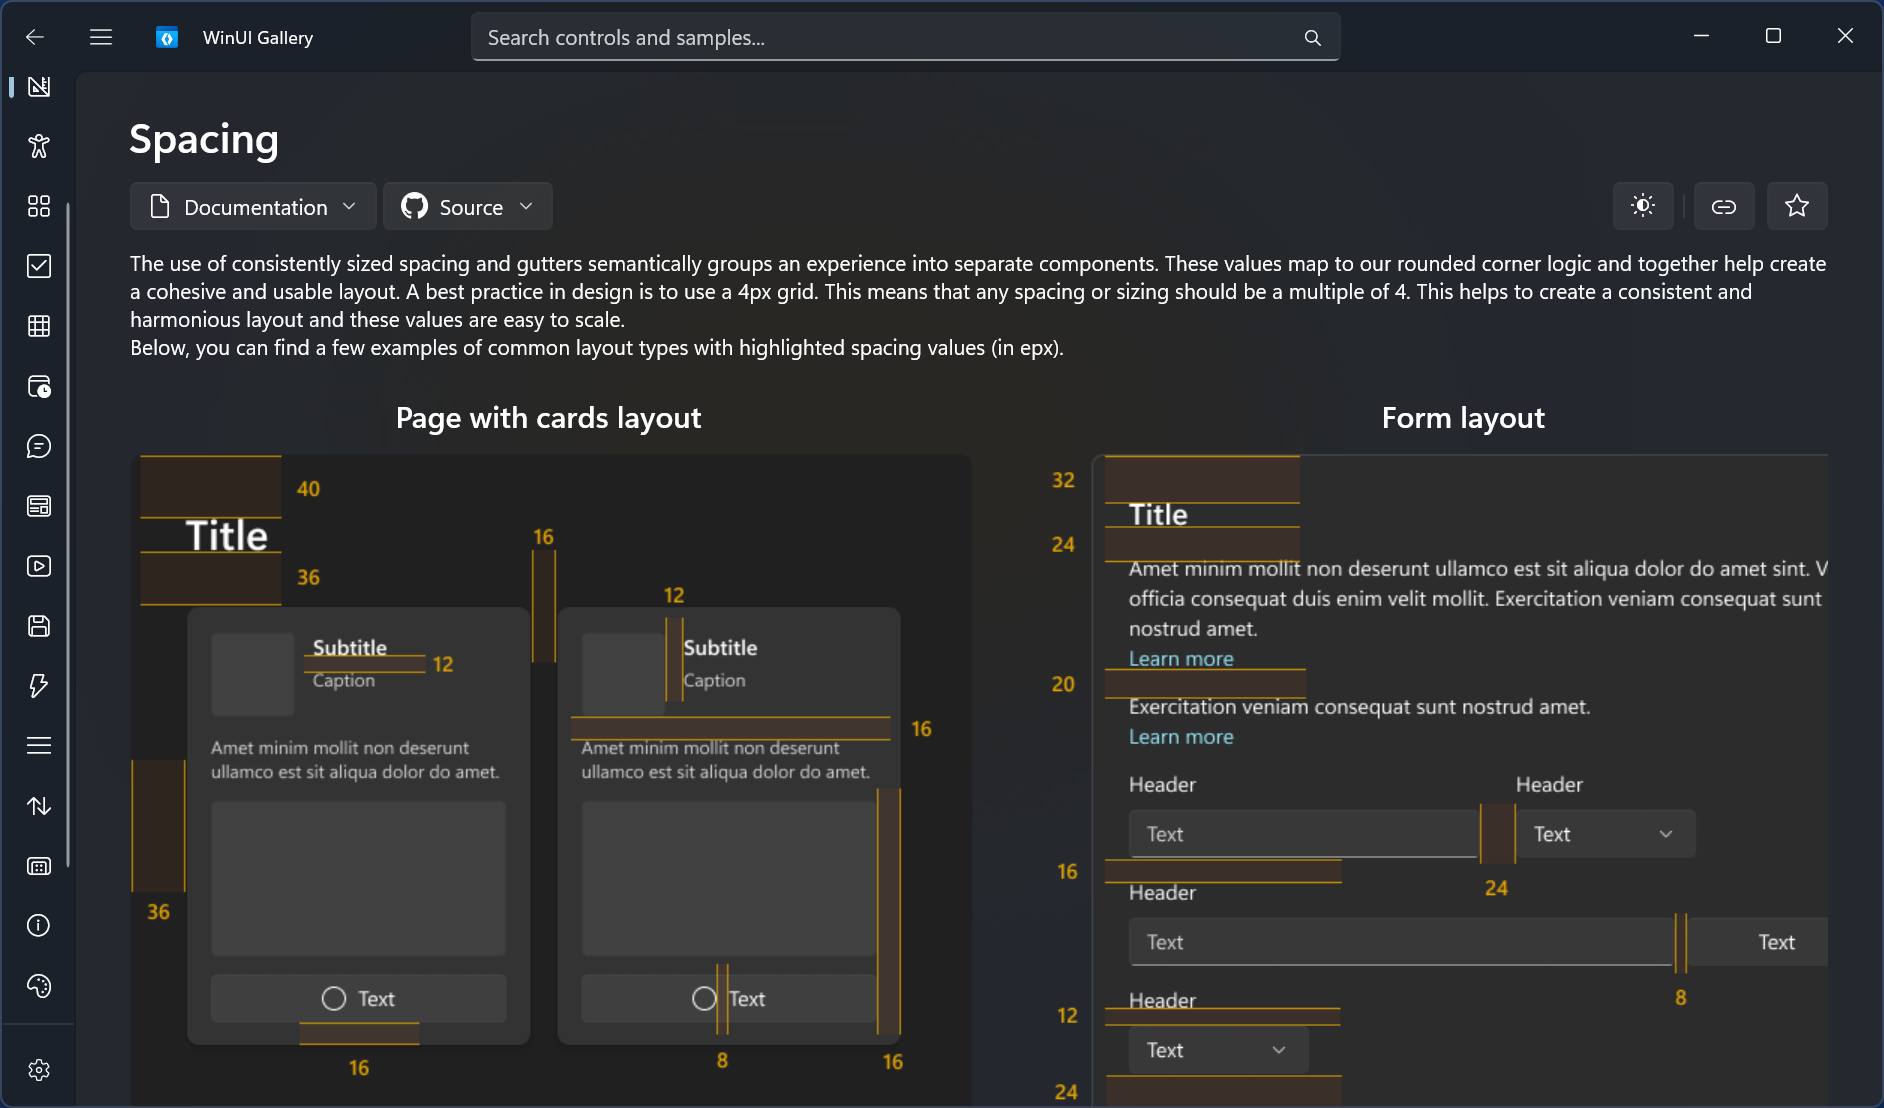 WinUI Gallery
Search controls and samples...
Spacing
Documentation
Source
The use of consistently sized spacing and gutters semantically groups an experience into separate components. These values map to our rounded corner logic and together help create
a cohesive and usable layout. A best practice in design is to use a 4px grid. This means that any spacing or sizing should be a multiple of 4. This helps to create a consistent and
harmonious layout and these values are easy to scale.
Below, you can find a few examples of common layout types with highlighted spacing values (in epx).
Page with cards layout
40
Title
36
16
12
Subtitle
12
Caption
Subtitle
Caption
16
Amet minim mollit non deserunt
ullamco est sit aliqua dolor do amet.
Amet minim mollit non deserunt
ullamco est sit aliqua dolor do amet.
36
Text
Text
16
8
16
Form layout
32
Title
24
Amet minim mollit non deserunt ullamco est sit aliqua dolor do amet sint. V
officia consequat duis enim velit mollit. Exercitation veniam consequat sunt
nostrud amet.
Learn more
20
Exercitation veniam consequat sunt nostrud amet.
Learn more
Header
Header
Text
Text
16
24
Header
Text
Text
8
Header
12
Text
24